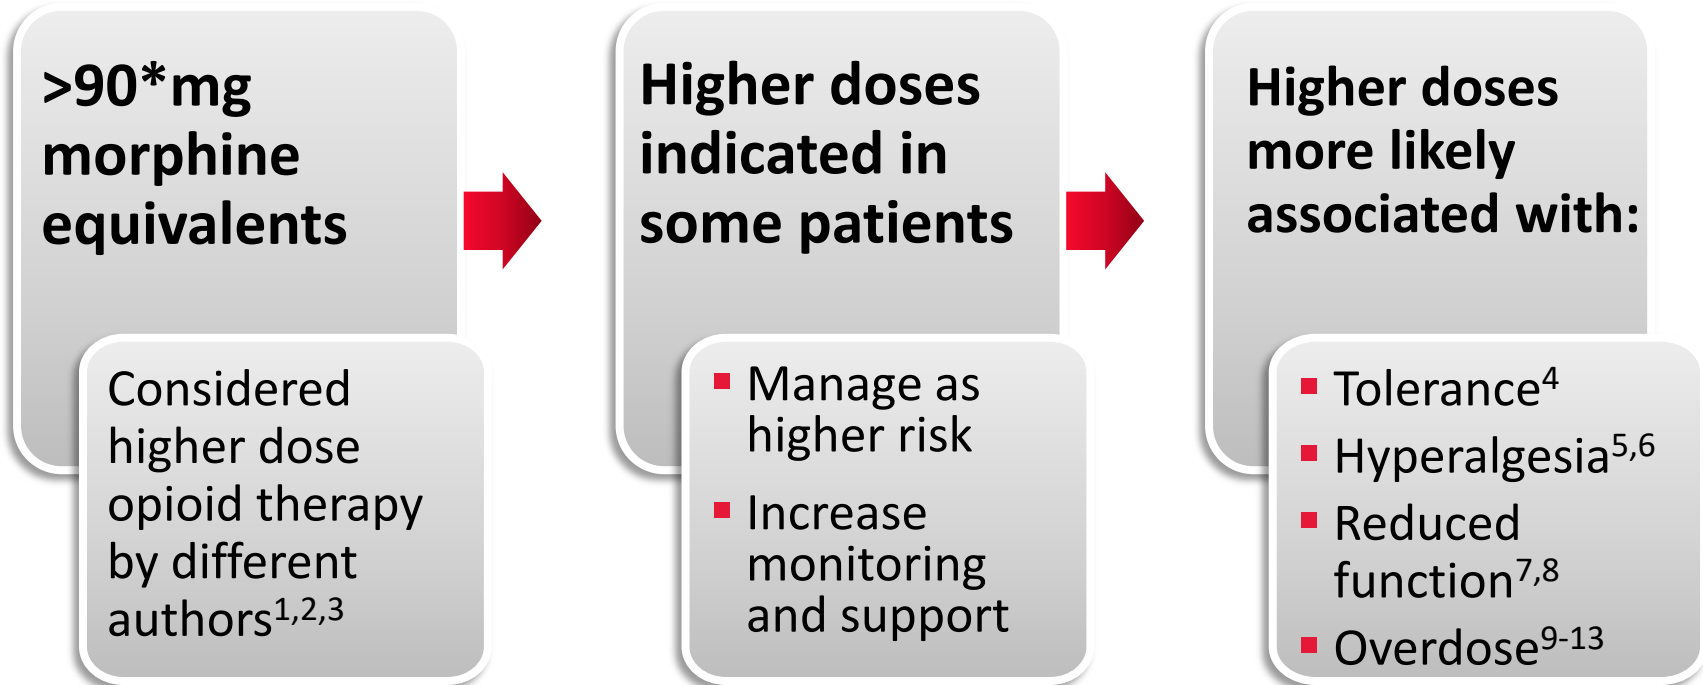 >90*mg
morphine
equivalents
Considered
higher dose
opioid therapy
by different
authors1,2,3
Higher doses
indicated in
some patients
▪ Manage as
higher risk
▪ Increase
monitoring
and support
Higher doses
more likely
associated with:
▪ Tolerance4
▪ Hyperalgesia5,6
▪ Reduced
function7,8
▪ Overdose9-13